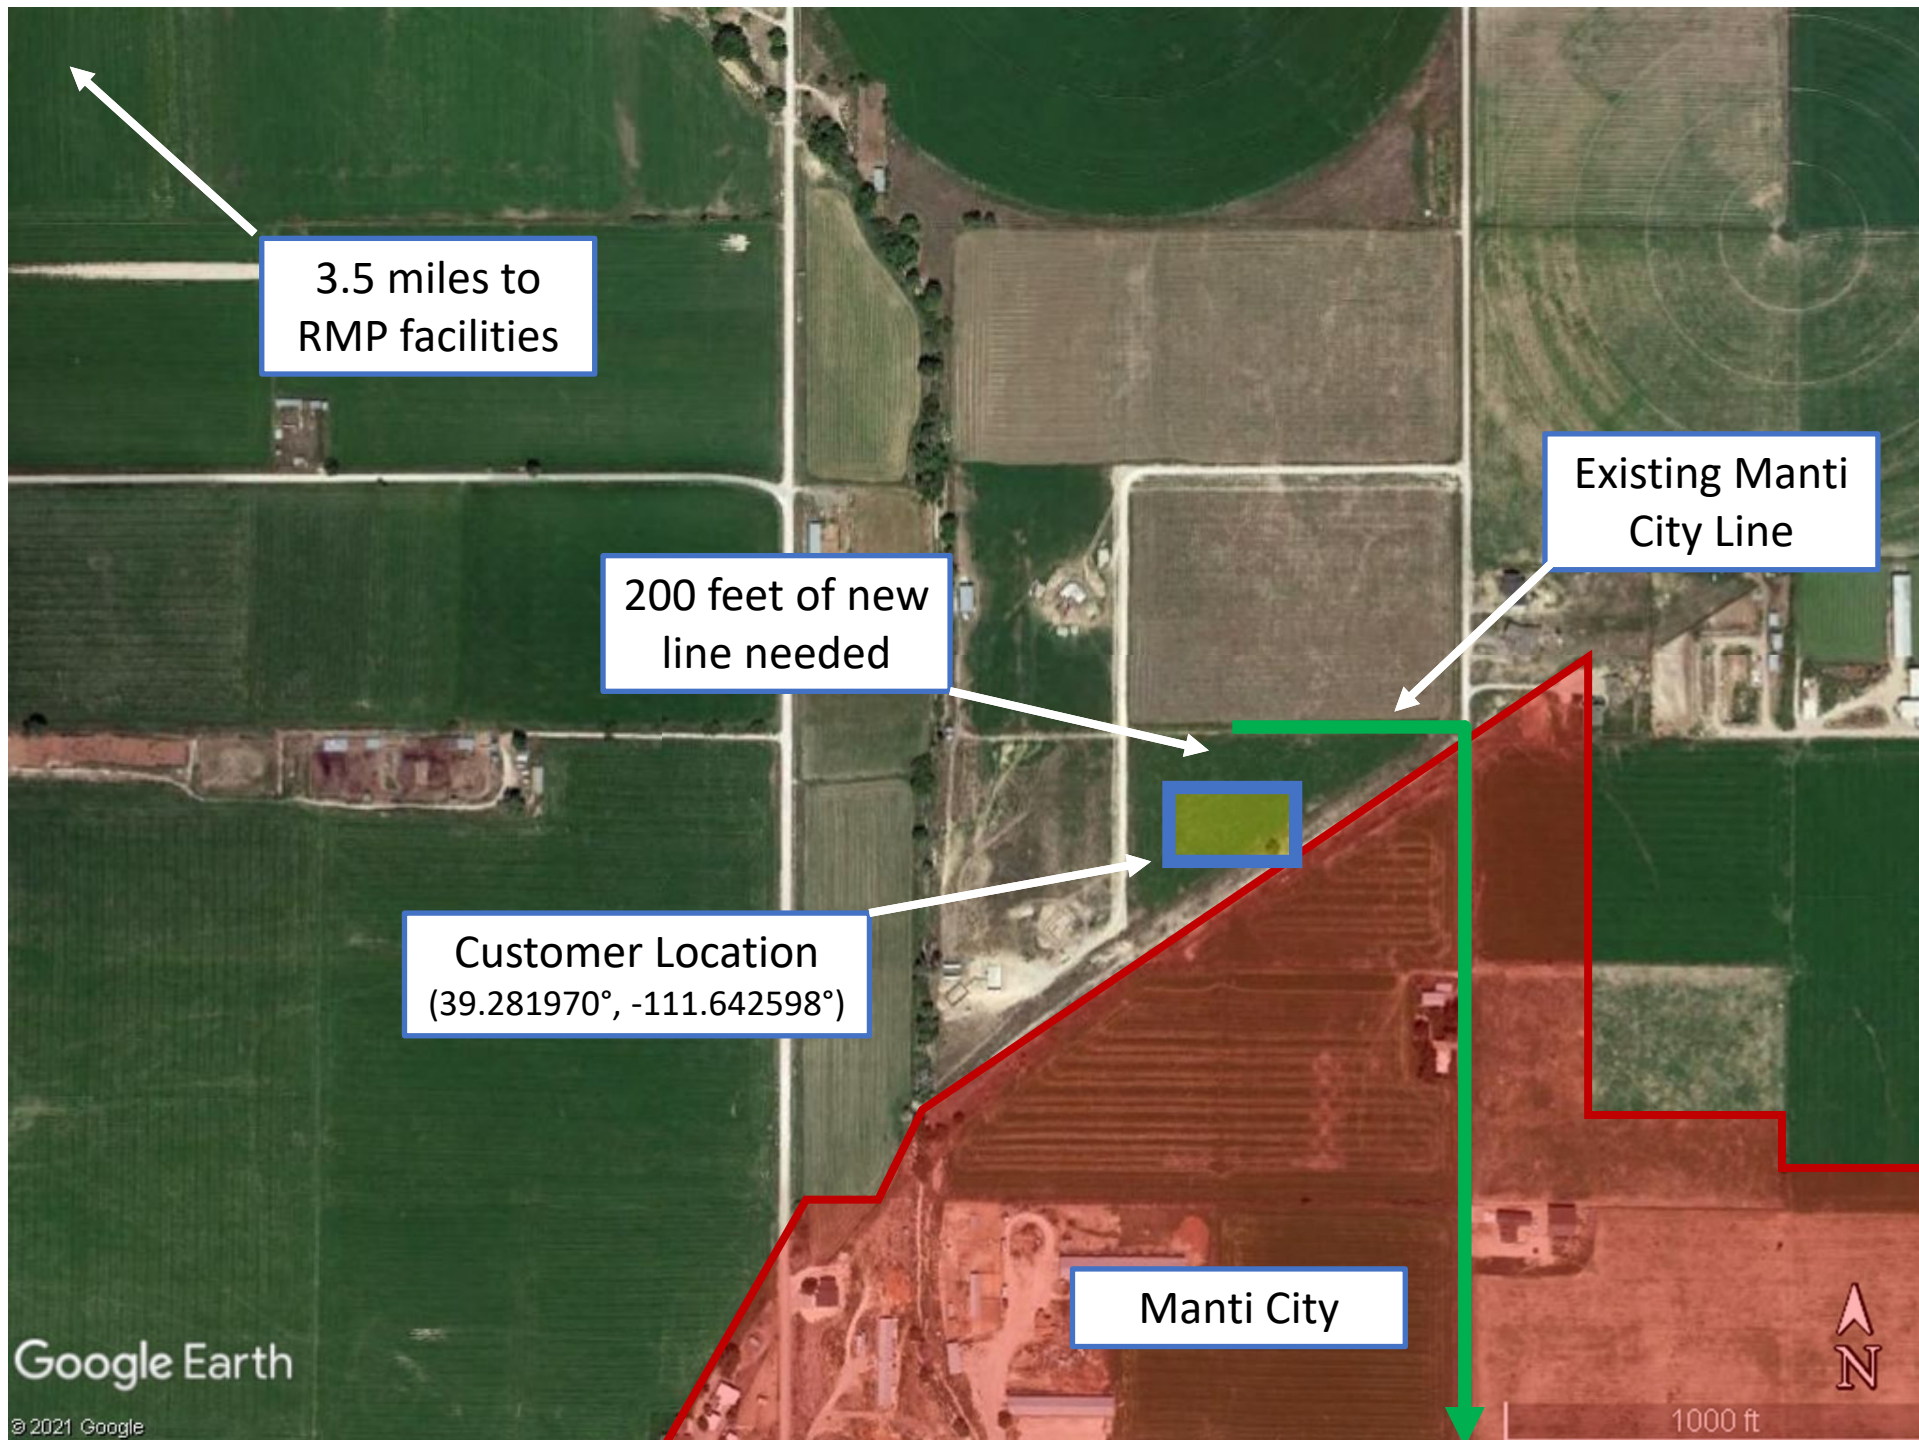 3.5 miles to
RMP facilities
Existing Manti
City Line
200 feet of new
line needed
Customer Location
(39.281970°, -111.642598°)
Manti City
N
1000 ft
Google Earth
© 2021 Google